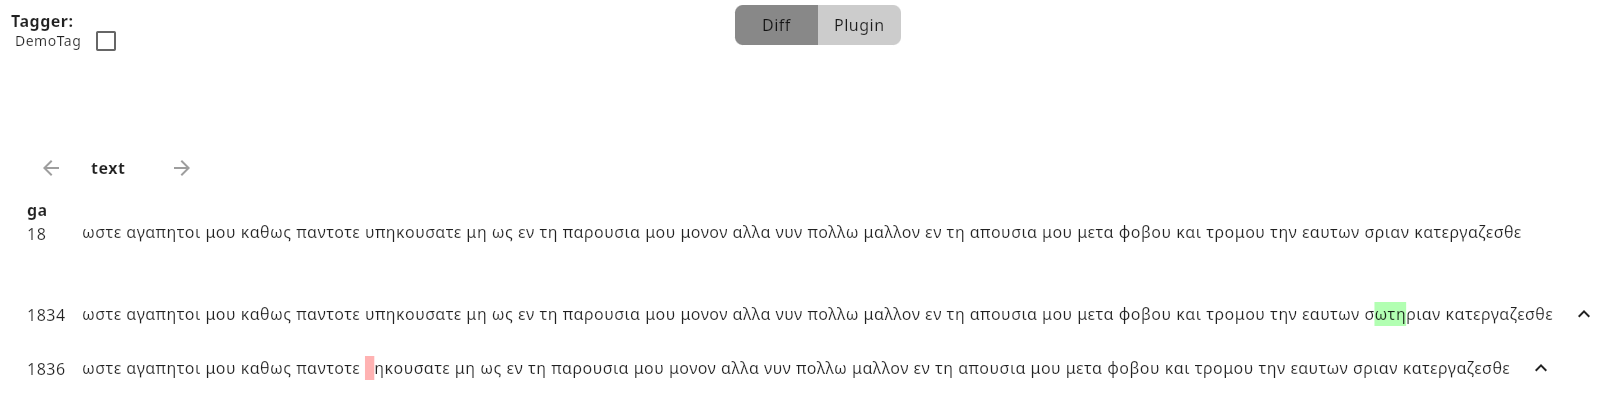 Tagger:
DemoTag
Diff Plugin
text
ga
18 ωστε αγαπητοι μου καθως παντοτε υπηκουσατε μη ως εν τη παρουσια μου μονον αλλα νυν πολλω μαλλον εν τη απουσια μου μετα φοβου και τρομου την εαυτων σριαν κατεργαζεσθε
1834 ωστε αγαπητοι μου καθως παντοτε υπηκουσατε μη ως εν τη παρουσια μου μονον αλλα νυν πολλω μαλλον εν τη απουσια μου μετα φοβου και τρομου την εαυτων σωτηριαν κατεργαζεσθε
1836 ωστε αγαπητοι μου καθως παντοτε ηκουσατε μη ως εν τη παρουσια μου μονον αλλα νυν πολλω μαλλον εν τη απουσια μου μετα φοβου και τρομου την εαυτων σριαν κατεργαζεσθε